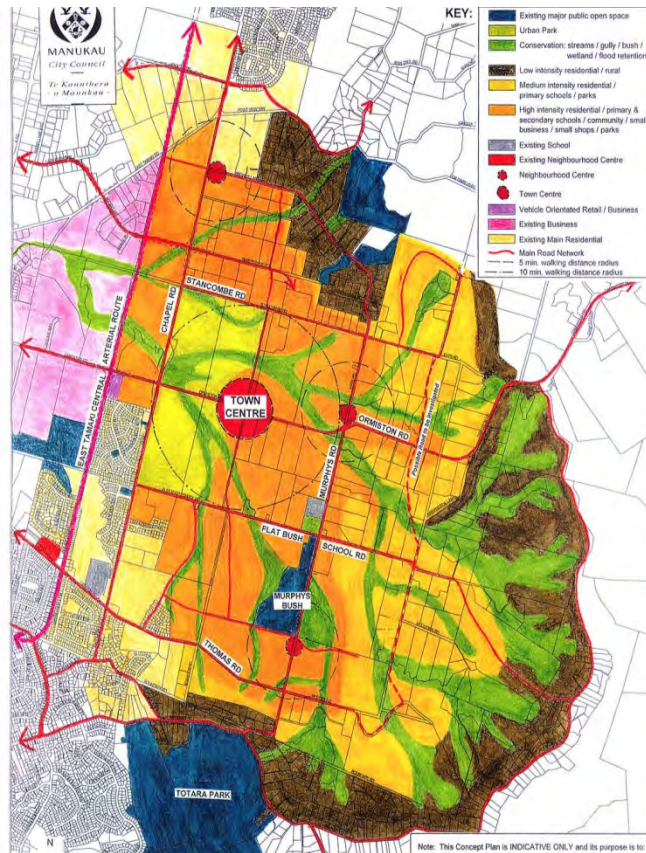 MANUKAU
City Council
Te Kaunihera
o Manukau
KEY:
Existing major public open space
Urban Park
Conservation: streams / gully / bush /
wetland / flood retention
Low intensity residential / rural
Medium intensity residential /
primary schools / parks
High intensity residential / primary &
secondary schools / community / small
business / small shops / parks
Existing School
Existing Neighbourhood Centre
Neighbourhood Centre
Town Centre
Vehicle Orientated Retail / Business
Existing Business
Existing Main Residential
Main Road Network
5 min. walking distance radius
10 min. walking distance radius
STANCOMBE RD
CHAPEL RD
EAST TAMAKI CENTRAL ARTERIAL ROUTE
TOWN
CENTRE
ORMISTON RD
MURPHYS RD
Possible road to be investigated
FLAT BUSH SCHOOL RD
MURPHYS
BUSH
THOMAS RD
TOTARA PARK
N
Note: This Concept Plan is INDICATIVE ONLY and its purpose is to: